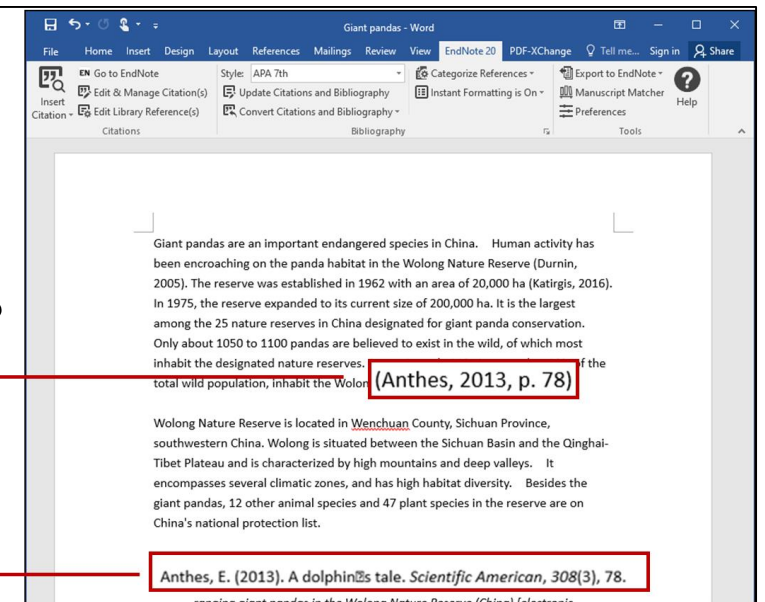 Giant pandas - Word
File Home Insert Design Layout References Mailings Review View EndNote 20 PDF-XChange Tell me... Sign in Share
Insert Citation
EN Go to EndNote
Edit & Manage Citation(s)
Edit Library Reference(s)
Citations
Style: APA 7th
Update Citations and Bibliography
Convert Citations and Bibliography
Categorize References
Instant Formatting is On
Bibliography
Export to EndNote
Manuscript Matcher
Preferences
Help
Tools
Giant pandas are an important endangered species in China. Human activity has
been encroaching on the panda habitat in the Wolong Nature Reserve (Durnin,
2005). The reserve was established in 1962 with an area of 20,000 ha (Katirgis, 2016).
In 1975, the reserve expanded to its current size of 200,000 ha. It is the largest
among the 25 nature reserves in China designated for giant panda conservation.
Only about 1050 to 1100 pandas are believed to exist in the wild, of which most
inhabit the designated nature reserves. of the
total wild population, inhabit the Wolon (Anthes, 2013, p. 78)
Wolong Nature Reserve is located in Wenchuan County, Sichuan Province,
southwestern China. Wolong is situated between the Sichuan Basin and the Qinghai-
Tibet Plateau and is characterized by high mountains and deep valleys. It
encompasses several climatic zones, and has high habitat diversity. Besides the
giant pandas, 12 other animal species and 47 plant species in the reserve are on
China's national protection list.
Anthes, E. (2013). A dolphin⍰s tale. Scientific American, 308(3), 78.
ranging giant pandas in the Wolong Nature Reserve (China) [electronic